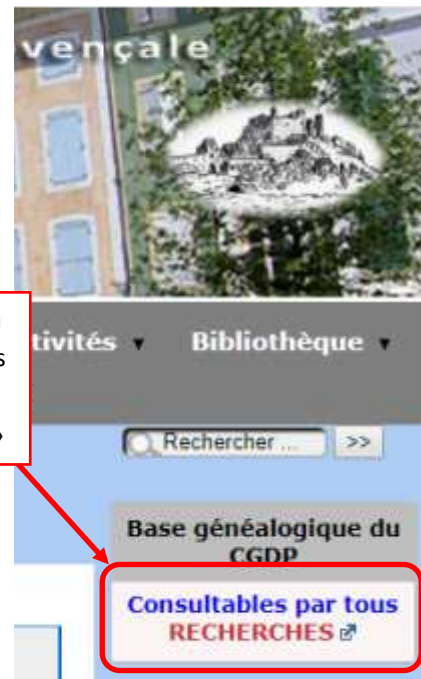 vençale
tivités ▼ Bibliothèque ▼
s
»
Rechercher ... >>
Base généalogique du
CGDP
Consultables par tous
RECHERCHES